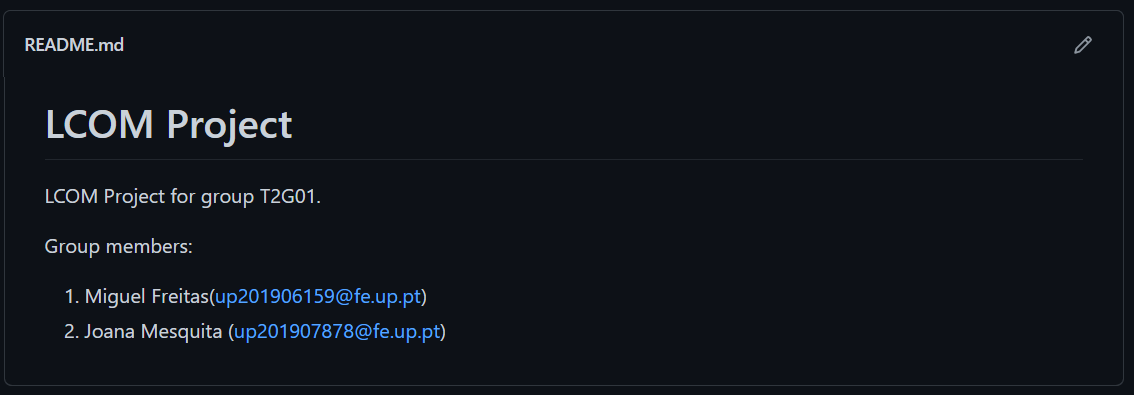 README.md
LCOM Project
LCOM Project for group T2G01.
Group members:
1. Miguel Freitas(up201906159@fe.up.pt)
2. Joana Mesquita (up201907878@fe.up.pt)